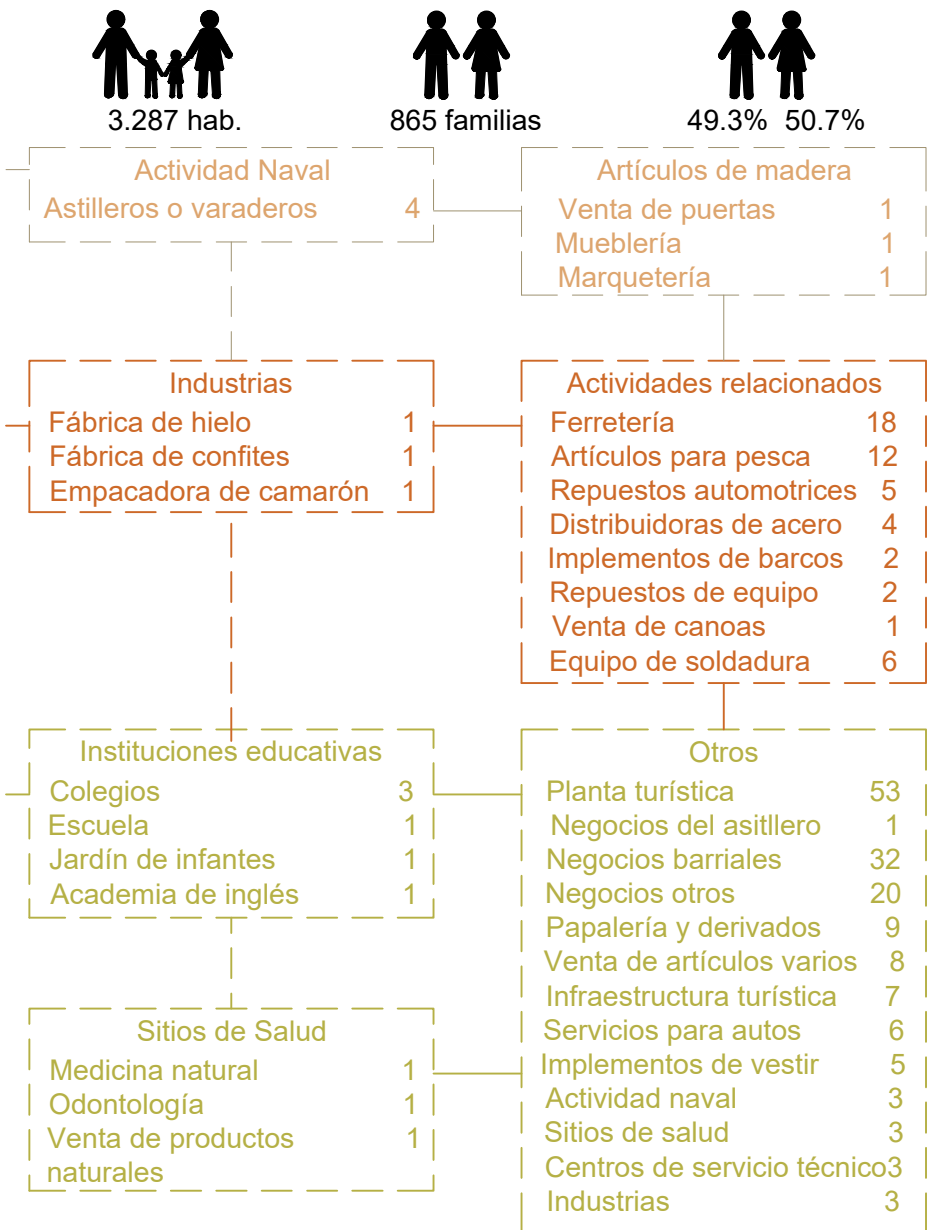 3.287 hab.
865 familias
49.3% 50.7%
Actividad Naval
Astilleros o varaderos 4
Artículos de madera
Venta de puertas 1
Mueblería 1
Marquetería 1
Industrias
Fábrica de hielo 1
Fábrica de confites 1
Empacadora de camarón 1
Actividades relacionados
Ferretería 18
Artículos para pesca 12
Repuestos automotrices 5
Distribuidoras de acero 4
Implementos de barcos 2
Repuestos de equipo 2
Venta de canoas 1
Equipo de soldadura 6
Instituciones educativas
Colegios 3
Escuela 1
Jardín de infantes 1
Academia de inglés 1
Otros
Planta turística 53
Negocios del asitllero 1
Negocios barriales 32
Negocios otros 20
Papalería y derivados 9
Venta de artículos varios 8
Infraestructura turística 7
Servicios para autos 6
Implementos de vestir 5
Actividad naval 3
Sitios de salud 3
Centros de servicio técnico3
Industrias 3
Sitios de Salud
Medicina natural 1
Odontología 1
Venta de productos 1
naturales